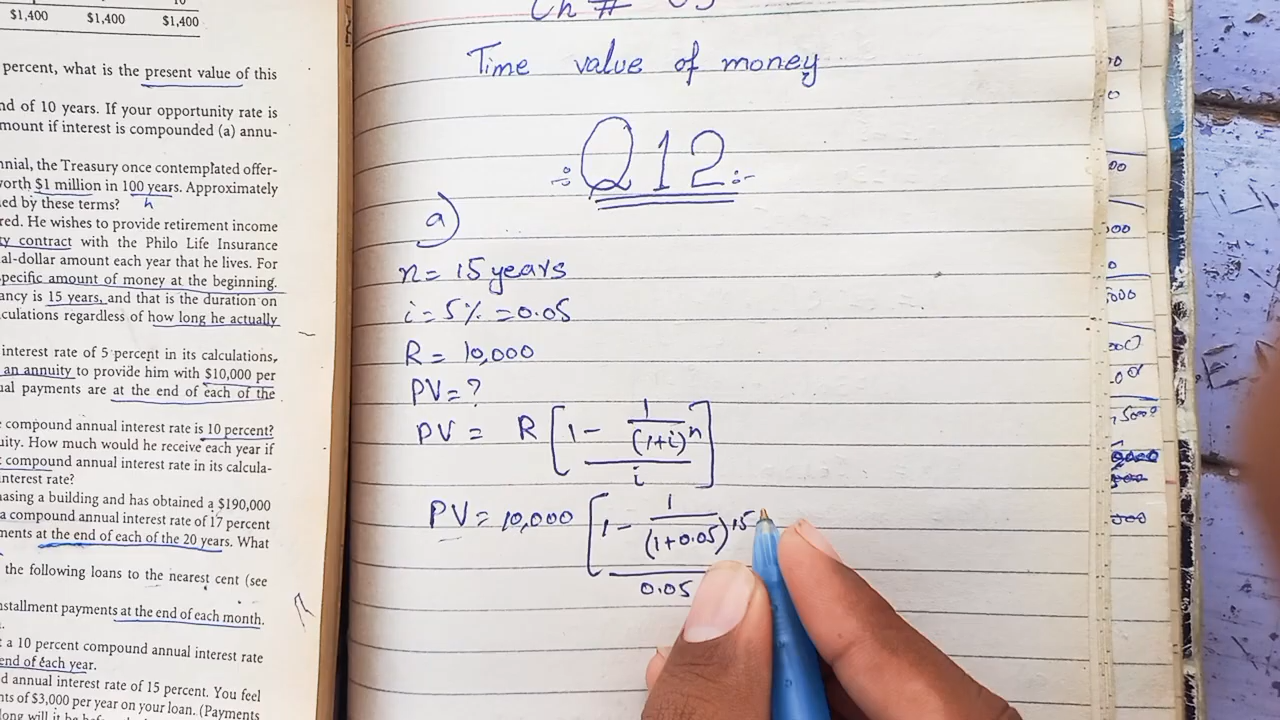 $1,400 $1,400 $1,400
percent, what is the present value of this
nd of 10 years. If your opportunity rate is
mount if interest is compounded (a) annu-
nnial, the Treasury once contemplated offer-
orth $1 million in 100 years. Approximately
ed by these terms? n
red. He wishes to provide retirement income
ty contract with the Philo Life Insurance
al-dollar amount each year that he lives. For
specific amount of money at the beginning.
ancy is 15 years, and that is the duration on
culations regardless of how long he actually
interest rate of 5 percent in its calculations,
an annuity to provide him with $10,000 per
ual payments are at the end of each of the
compound annual interest rate is 10 percent?
uity. How much would he receive each year if
compound annual interest rate in its calcula-
nterest rate?
hasing a building and has obtained a $190,000
a compound annual interest rate of 17 percent
ments at the end of each of the 20 years. What
the following loans to the nearest cent (see
nstallment payments at the end of each month.
a 10 percent compound annual interest rate
end of each year.
d annual interest rate of 15 percent. You feel
nts of $3,000 per year on your loan. (Payments
Ch #
Time value of money
Q12
a)
n = 15 years
i = 5% = 0.05
R = 10,000
PV = ?
PV = R [1 - 1/(1+i)^n / i]
PV = 10,000 [1 - 1/(1+0.05)^15 / 0.05